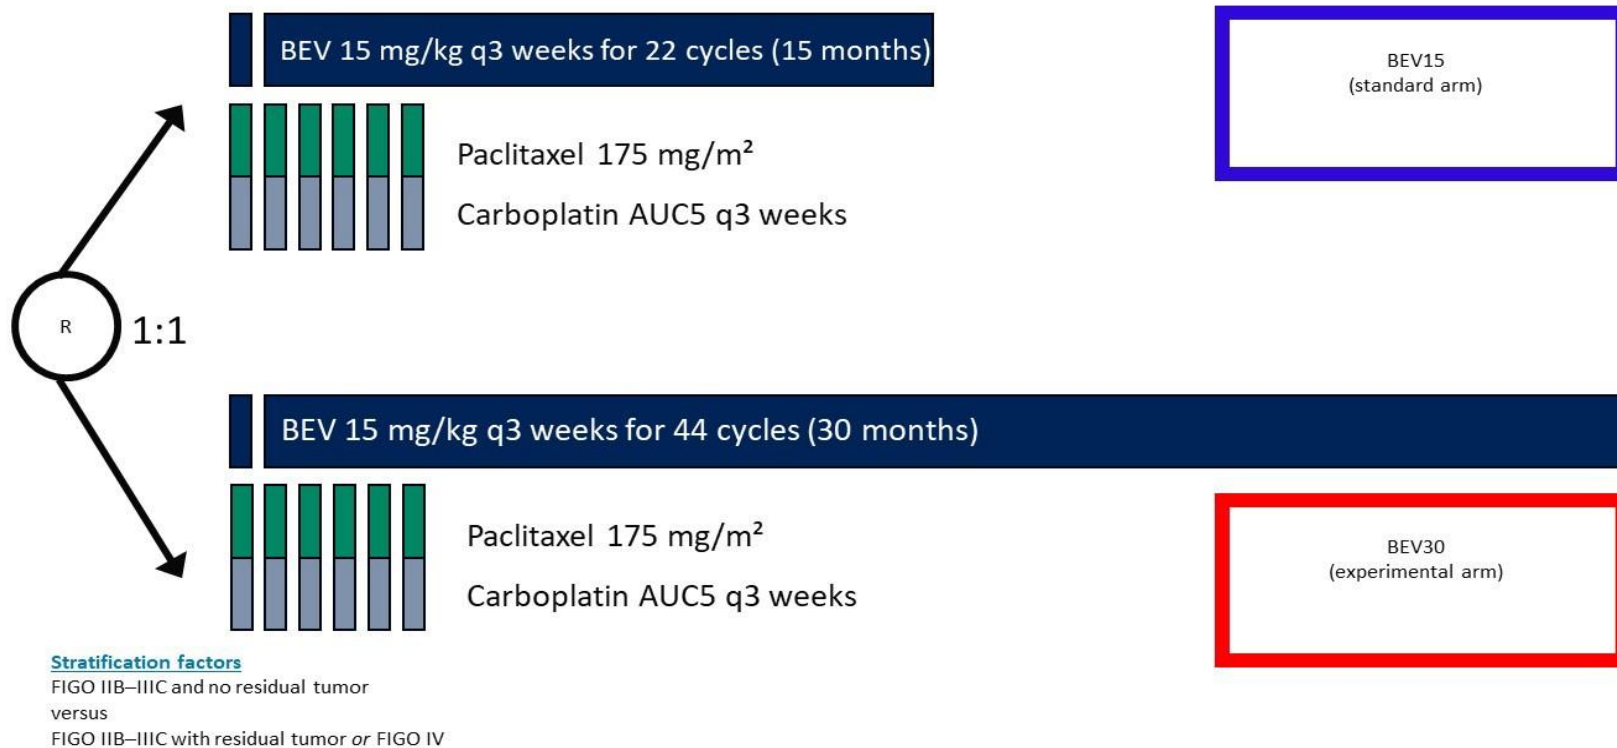 BEV 15 mg/kg q3 weeks for 22 cycles (15 months)
BEV15
(standard arm)
Paclitaxel 175 mg/m²
Carboplatin AUC5 q3 weeks
R
1:1
BEV 15 mg/kg q3 weeks for 44 cycles (30 months)
Paclitaxel 175 mg/m²
Carboplatin AUC5 q3 weeks
BEV30
(experimental arm)
Stratification factors
FIGO IIB–IIIC and no residual tumor
versus
FIGO IIB–IIIC with residual tumor or FIGO IV